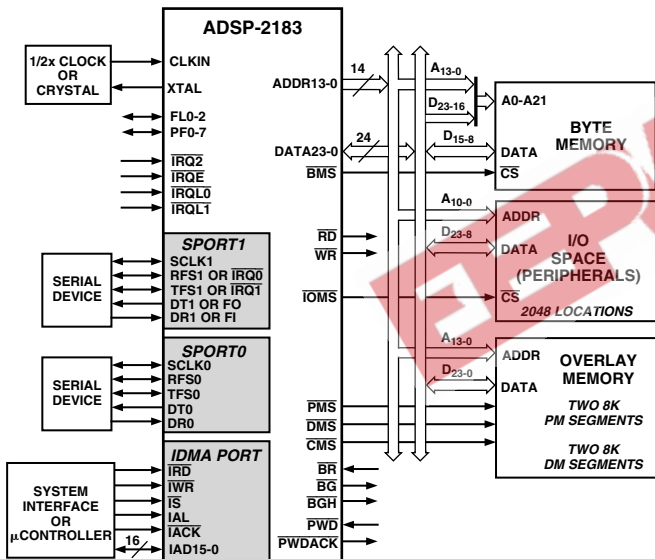 ADSP-2183
1/2x CLOCK
OR
CRYSTAL
CLKIN
XTAL
FL0-2
PF0-7
IRQ2
IRQE
IRQL0
IRQL1
SPORT1
SERIAL
DEVICE
SCLK1
RFS1 OR IRQ0
TFS1 OR IRQ1
DT1 OR FO
DR1 OR FI
SPORT0
SERIAL
DEVICE
SCLK0
RFS0
TFS0
DT0
DR0
IDMA PORT
SYSTEM
INTERFACE
OR
μCONTROLLER
IRD
IWR
IS
IAL
IACK
16
IAD15-0
ADDR13-0
14
DATA23-0
24
BMS
RD
WR
IOMS
PMS
DMS
CMS
BR
BG
BGH
PWD
PWDACK
A13-0
D23-16
A0-A21
BYTE
MEMORY
D15-8
DATA
CS
A10-0
ADDR
D23-8
DATA
I/O
SPACE
(PERIPHERALS)
CS
2048 LOCATIONS
A13-0
ADDR
D23-0
DATA
OVERLAY
MEMORY
TWO 8K
PM SEGMENTS
TWO 8K
DM SEGMENTS